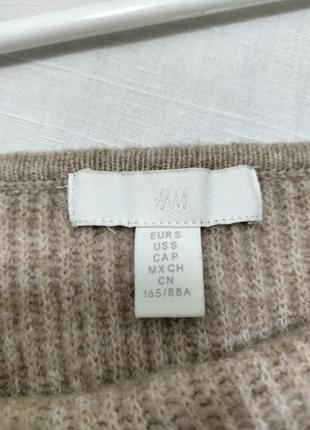 H&M
EUR S
US S
CA P
MX CH
CN
165/88A